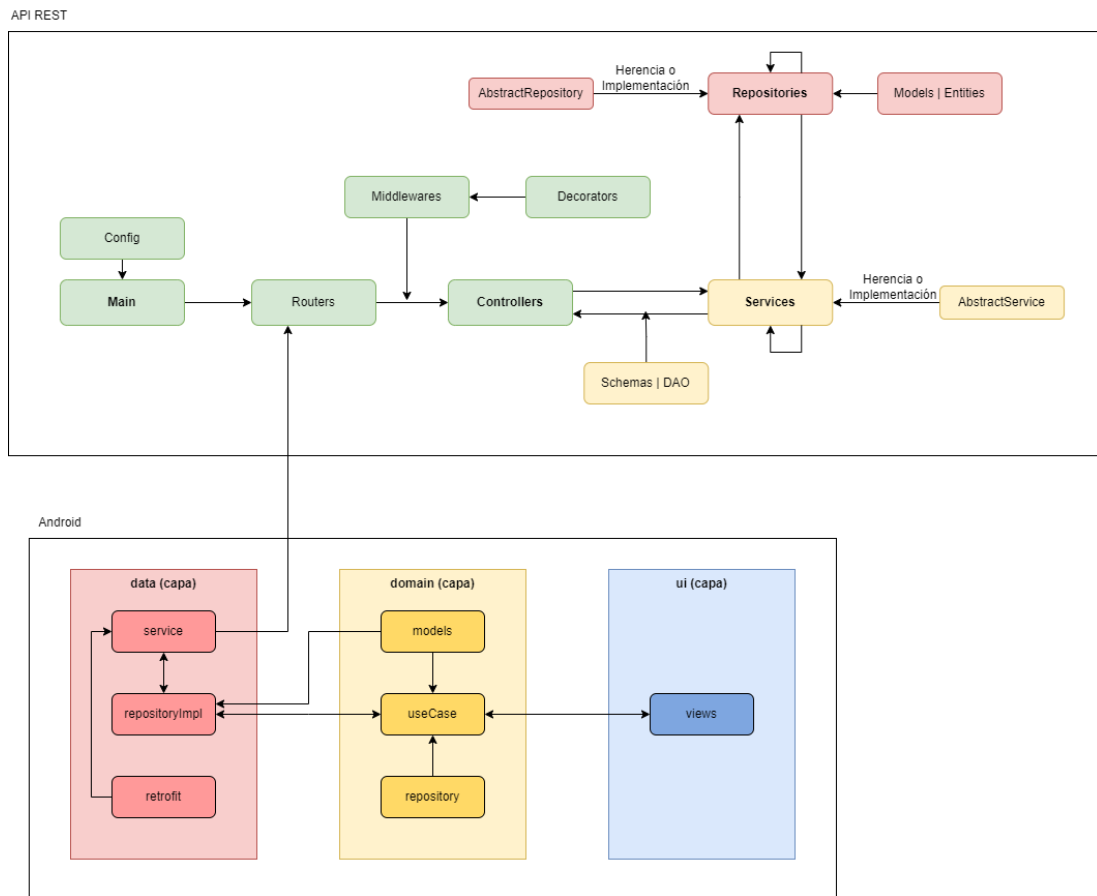 API REST
Herencia o
Implementación
AbstractRepository
Repositories
Models | Entities
Middlewares
Decorators
Config
Main
Routers
Controllers
Services
Herencia o
Implementación
AbstractService
Schemas | DAO
Android
data (capa)
domain (capa)
ui (capa)
service
models
repositoryImpl
useCase
views
retrofit
repository